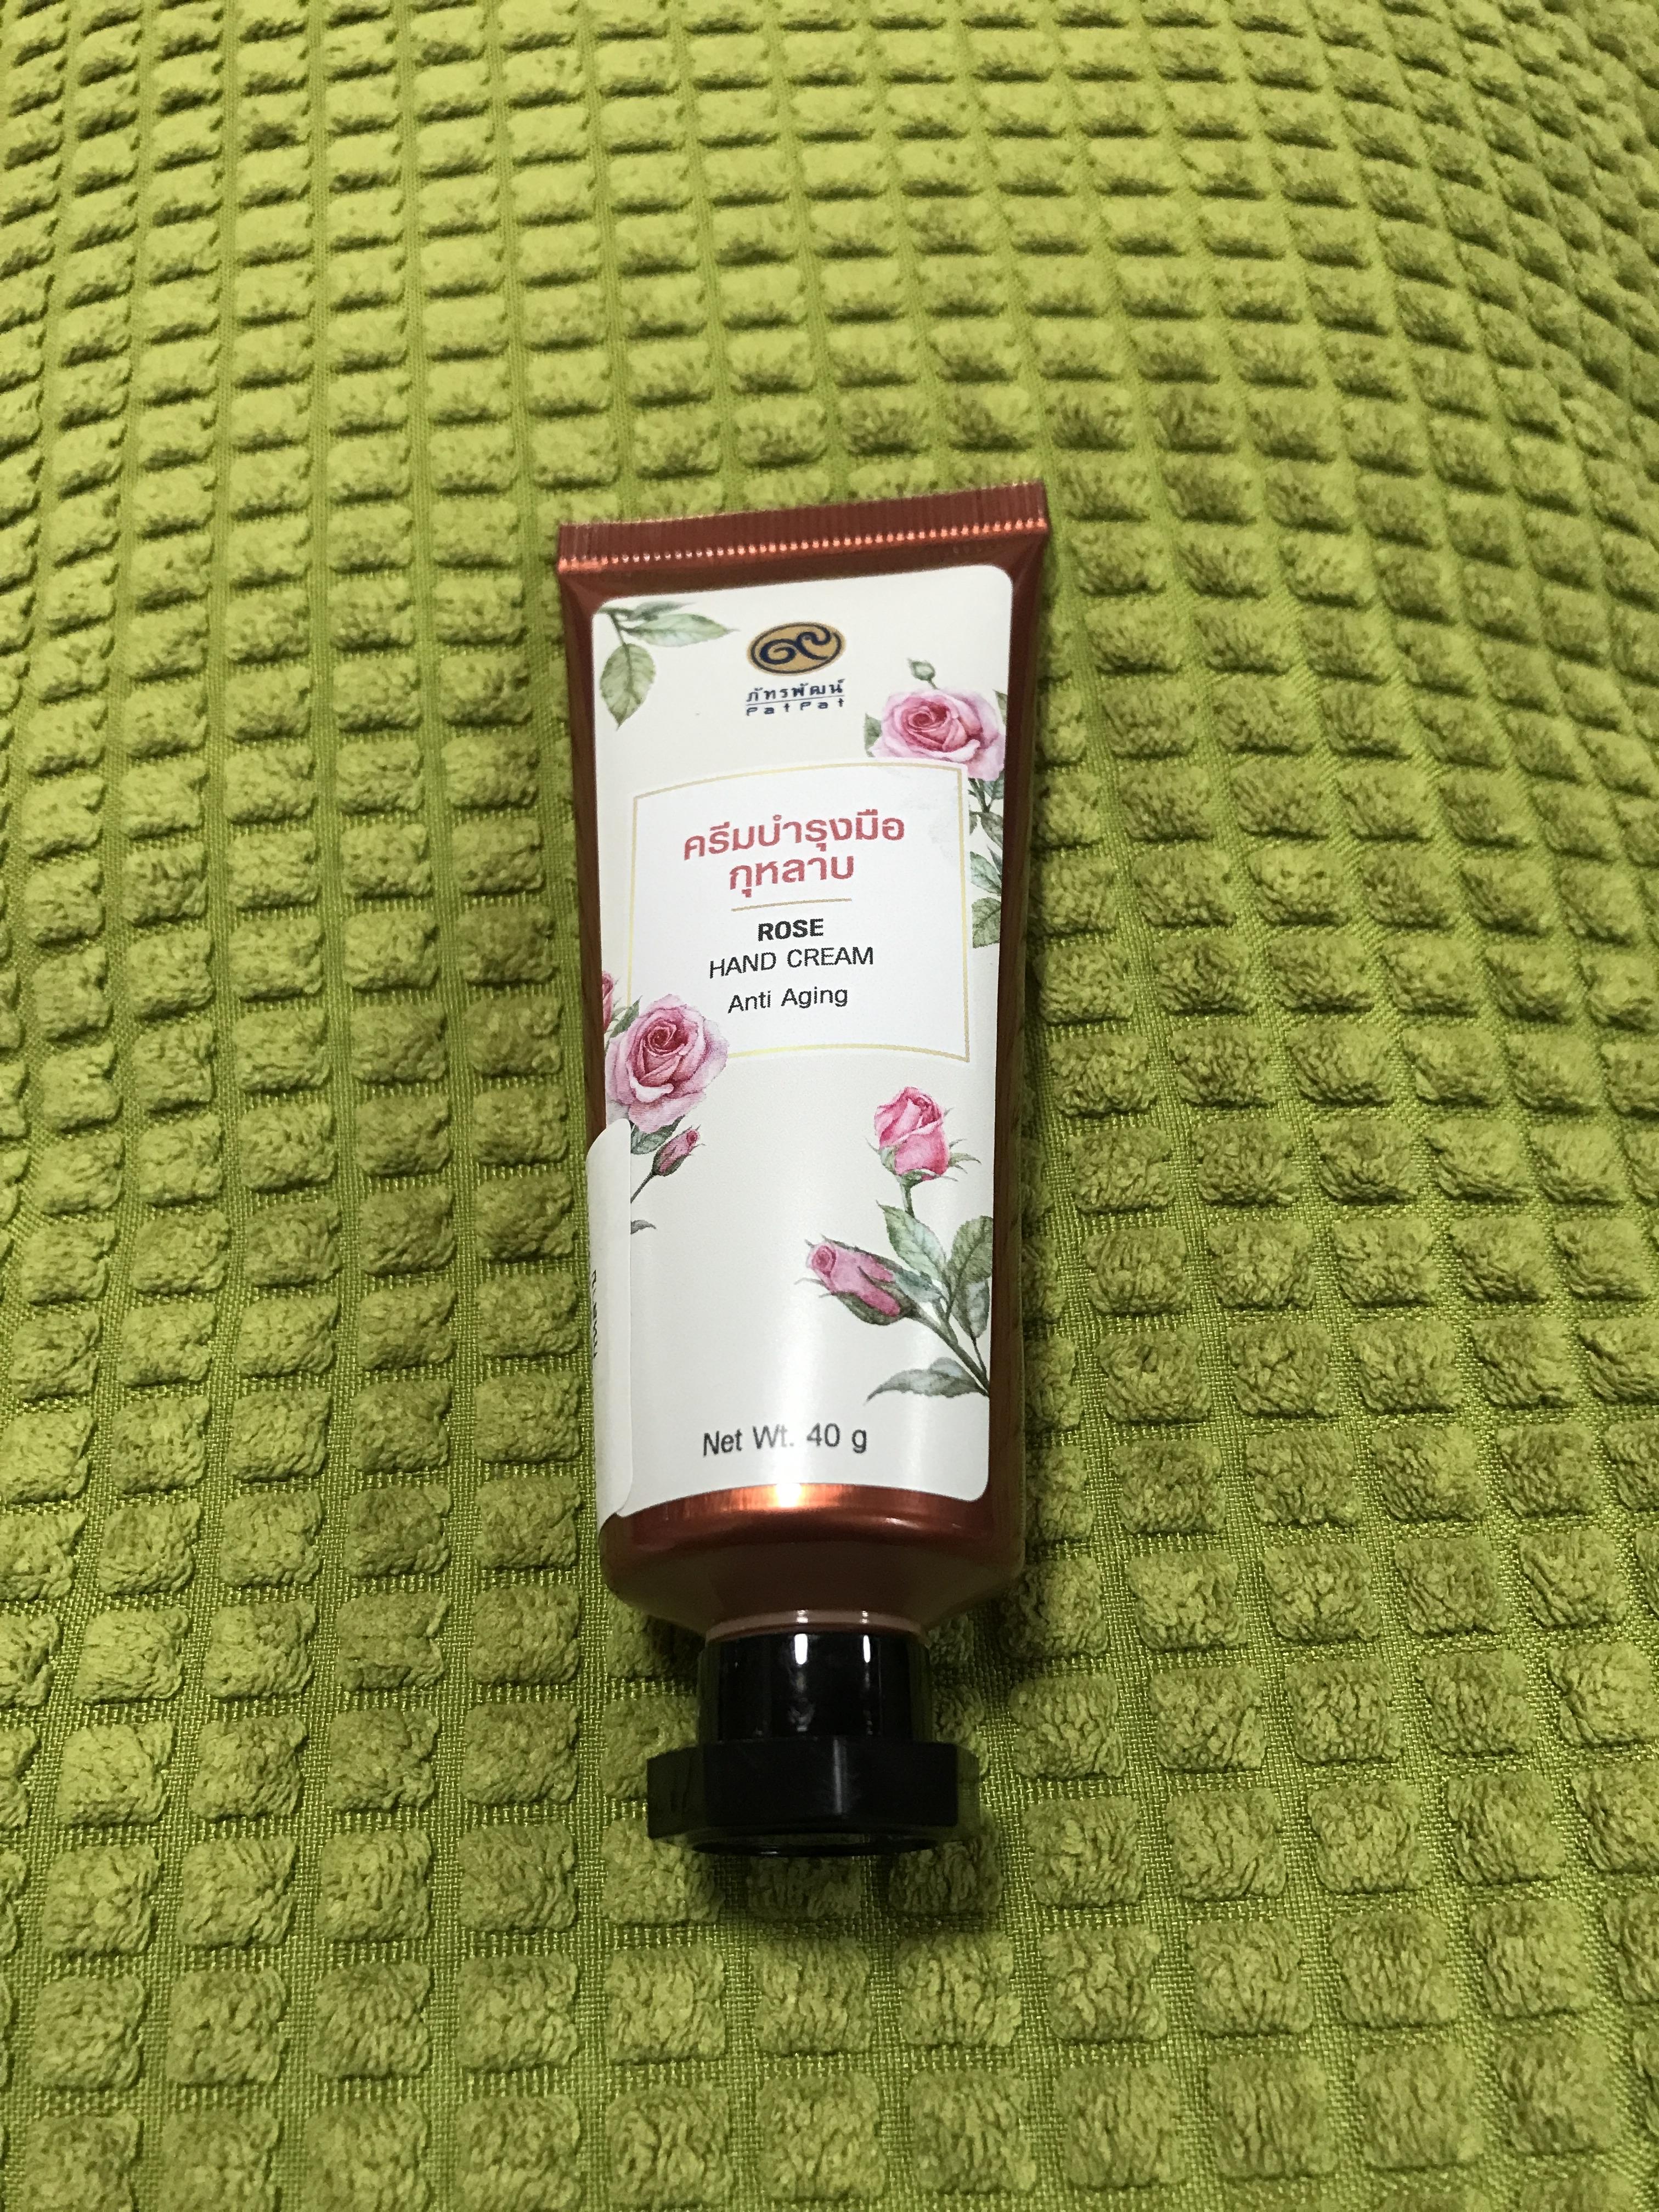 ภัทรพัฒน์
PatPat
ครีมบำรุงมือ
กุหลาบ
ROSE
HAND CREAM
Anti Aging
Net Wt. 40 g